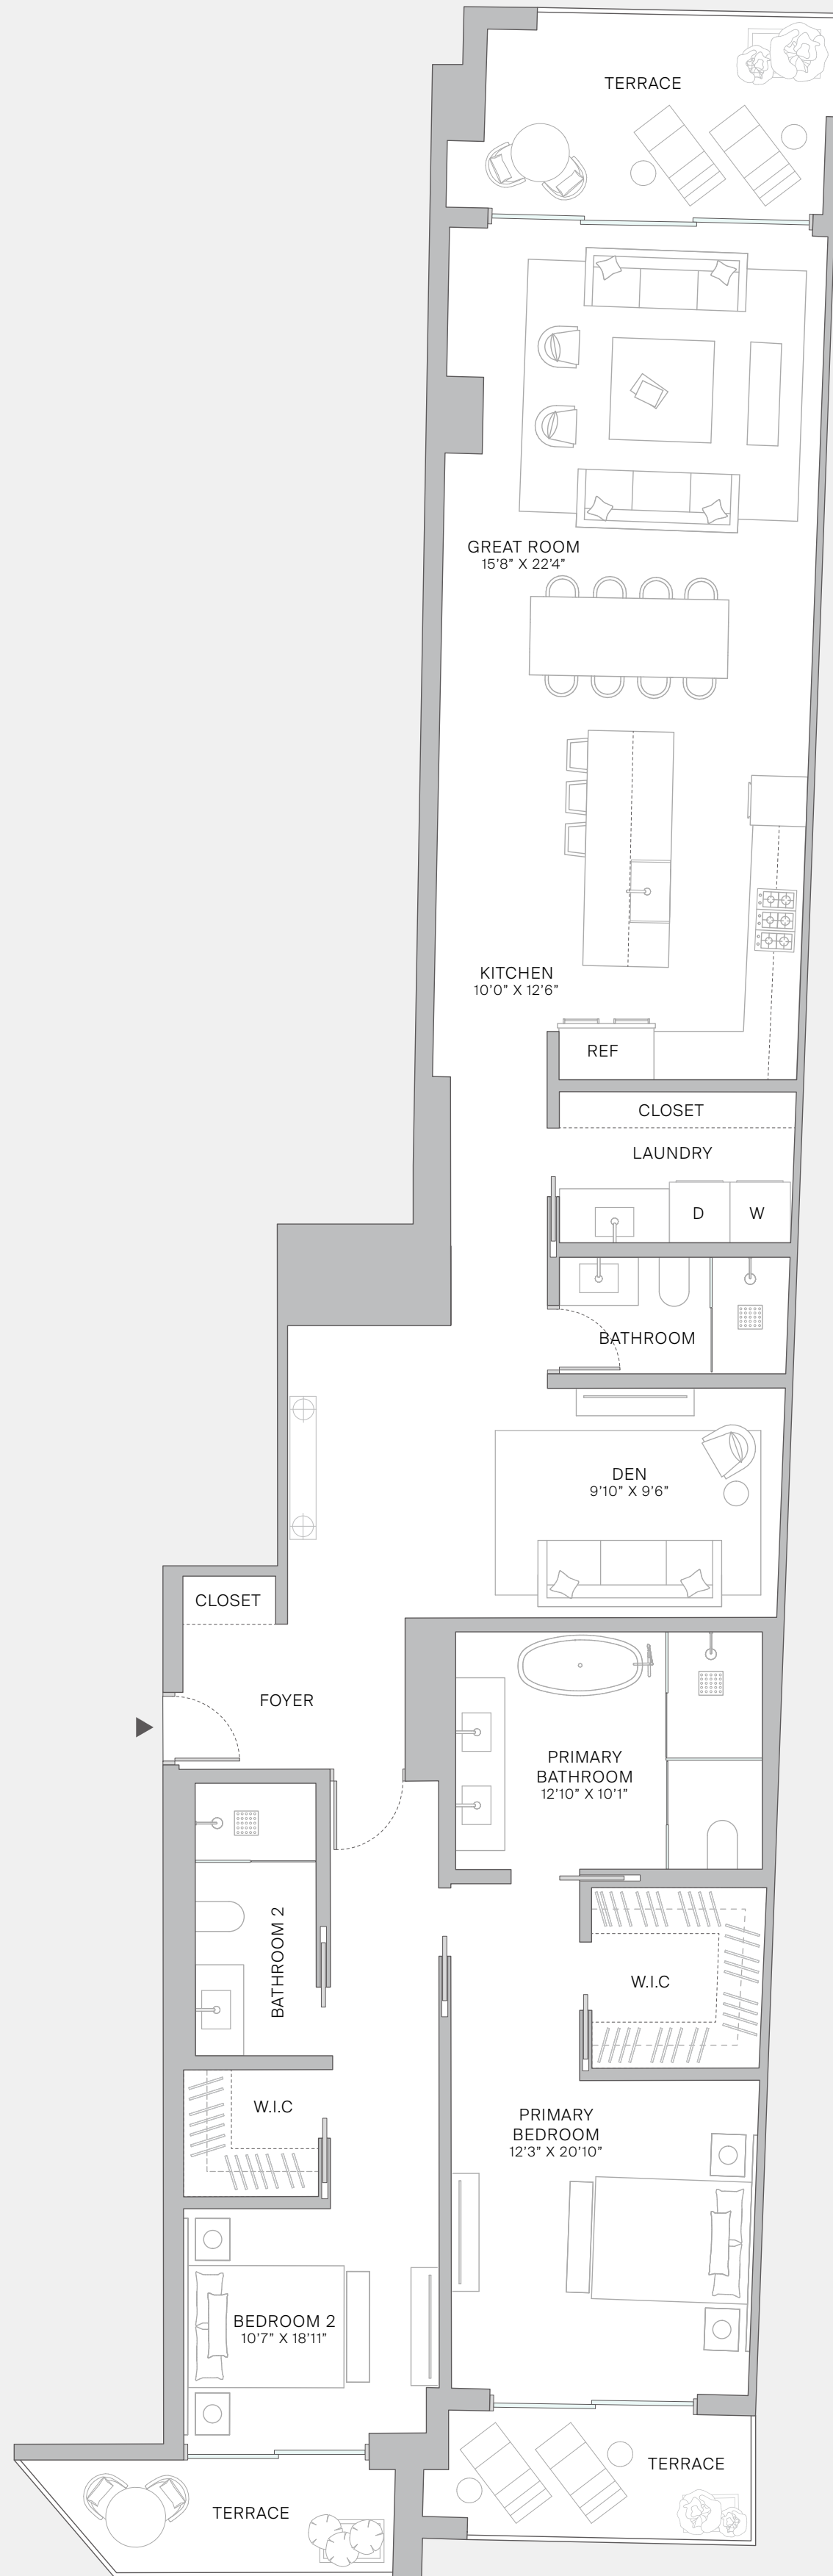 TERRACE
GREAT ROOM
15'8" X 22'4"
KITCHEN
10'0" X 12'6"
REF
CLOSET
LAUNDRY
D
W
BATHROOM
DEN
9'10" X 9'6"
CLOSET
FOYER
PRIMARY
BATHROOM
12'10" X 10'1"
BATHROOM 2
W.I.C
W.I.C
PRIMARY
BEDROOM
12'3" X 20'10"
BEDROOM 2
10'7" X 18'11"
TERRACE
TERRACE